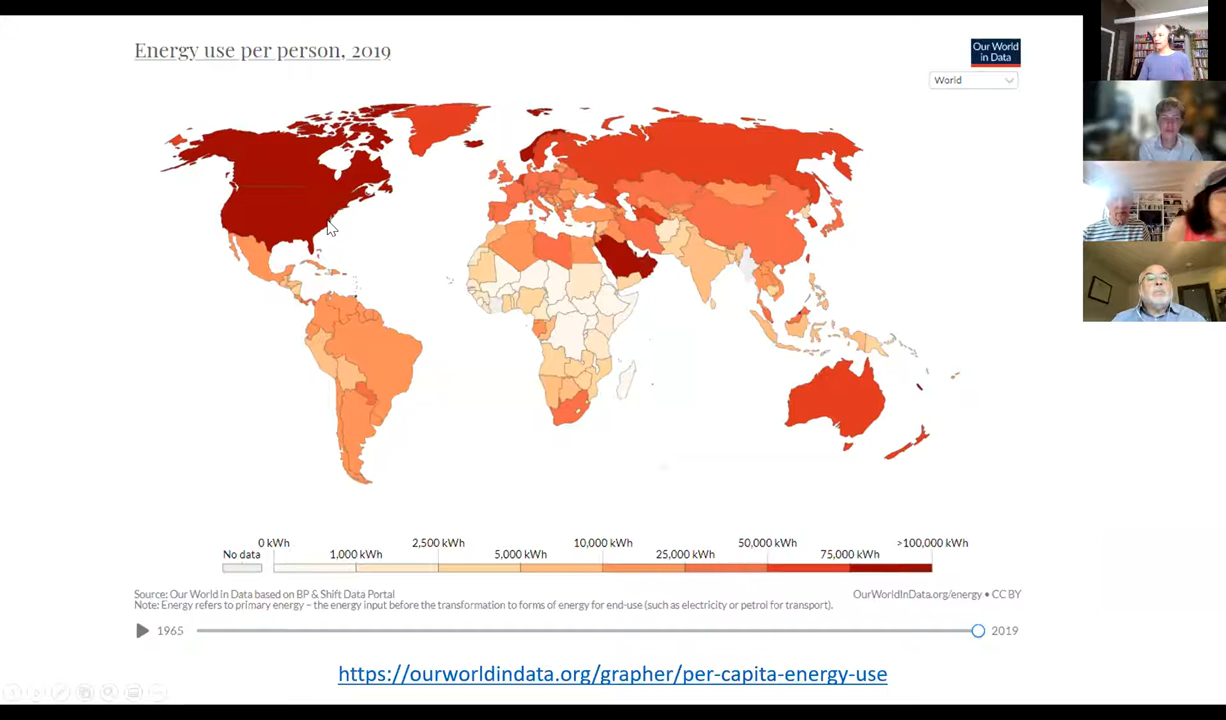 Energy use per person, 2019
Our World
in Data
World
No data
0 kWh
1,000 kWh
2,500 kWh
5,000 kWh
10,000 kWh
25,000 kWh
50,000 kWh
75,000 kWh
>100,000 kWh
Source: Our World in Data based on BP & Shift Data Portal
OurWorldInData.org/energy • CC BY
Note: Energy refers to primary energy – the energy input before the transformation to forms of energy for end-use (such as electricity or petrol for transport).
1965
2019
https://ourworldindata.org/grapher/per-capita-energy-use